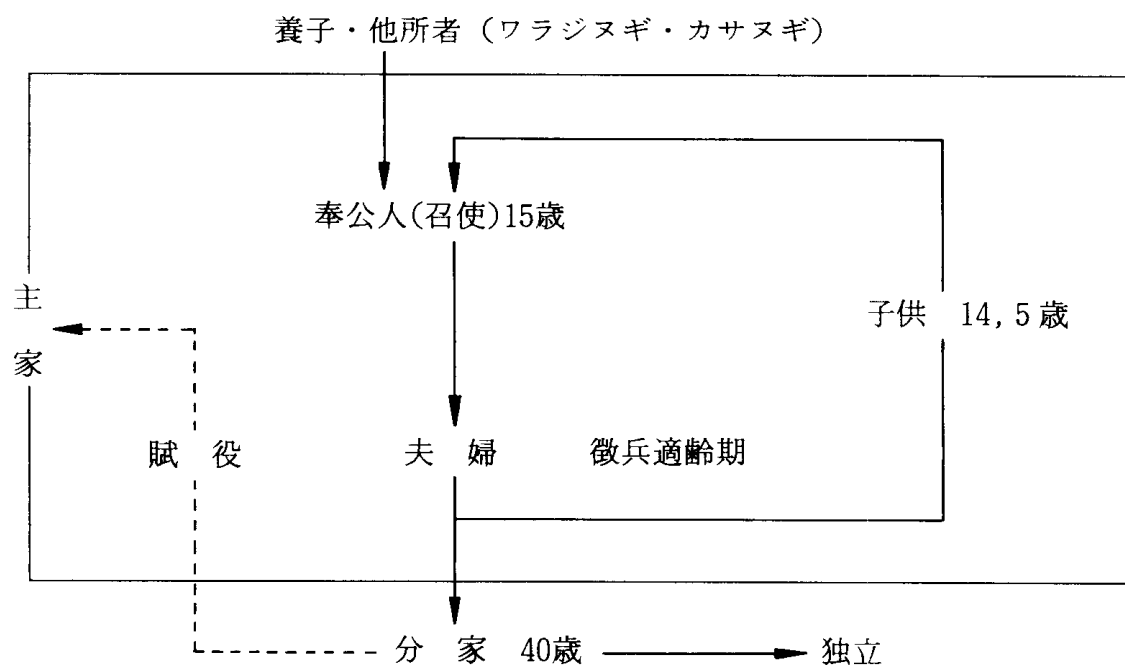 養子・他所者 (ワラジヌギ・カサヌギ)
奉公人(召使)15歳
主家
子供 14,5歳
賦役
夫婦 徴兵適齢期
分家 40歳
独立